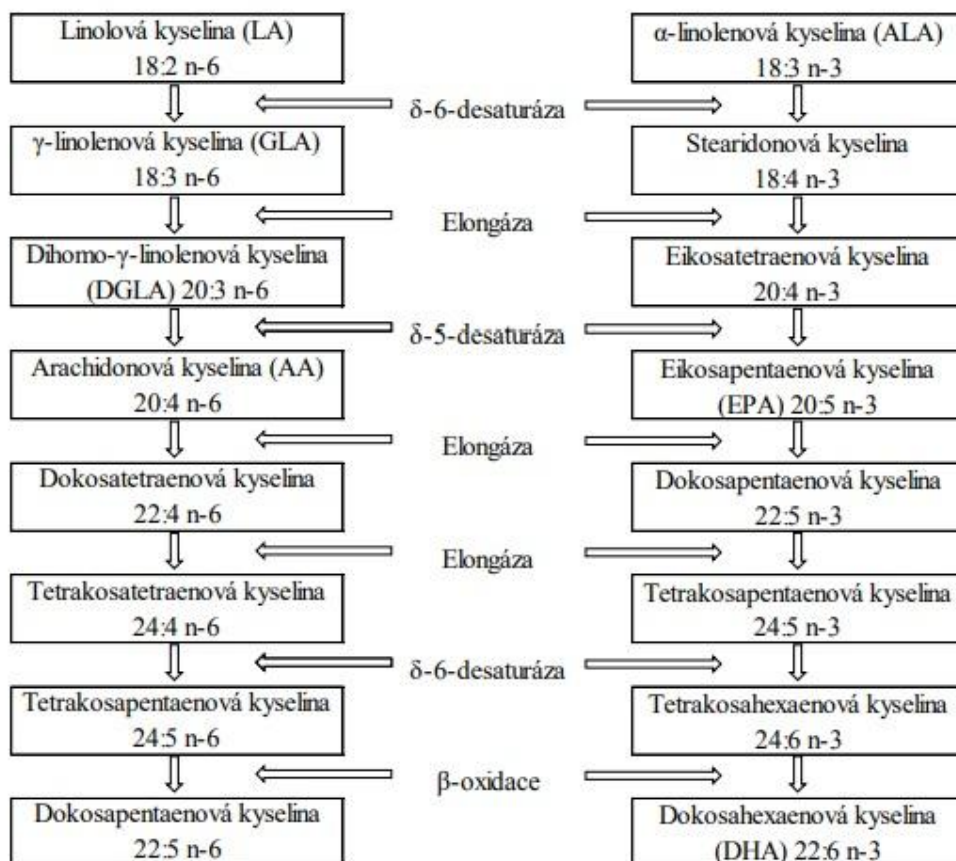 Linolová kyselina (LA)
18:2 n-6
α-linolenová kyselina (ALA)
18:3 n-3
δ-6-desaturáza
γ-linolenová kyselina (GLA)
18:3 n-6
Stearidonová kyselina
18:4 n-3
Elongáza
Dihomo-γ-linolenová kyselina
(DGLA) 20:3 n-6
Eikosatetraenová kyselina
20:4 n-3
δ-5-desaturáza
Arachidonová kyselina (AA)
20:4 n-6
Eikosapentaenová kyselina
(EPA) 20:5 n-3
Elongáza
Dokosatetraenová kyselina
22:4 n-6
Dokosapentaenová kyselina
22:5 n-3
Elongáza
Tetrakosatetraenová kyselina
24:4 n-6
Tetrakosapentaenová kyselina
24:5 n-3
δ-6-desaturáza
Tetrakosapentaenová kyselina
24:5 n-6
Tetrakosahexaenová kyselina
24:6 n-3
β-oxidace
Dokosapentaenová kyselina
22:5 n-6
Dokosahexaenová kyselina
(DHA) 22:6 n-3